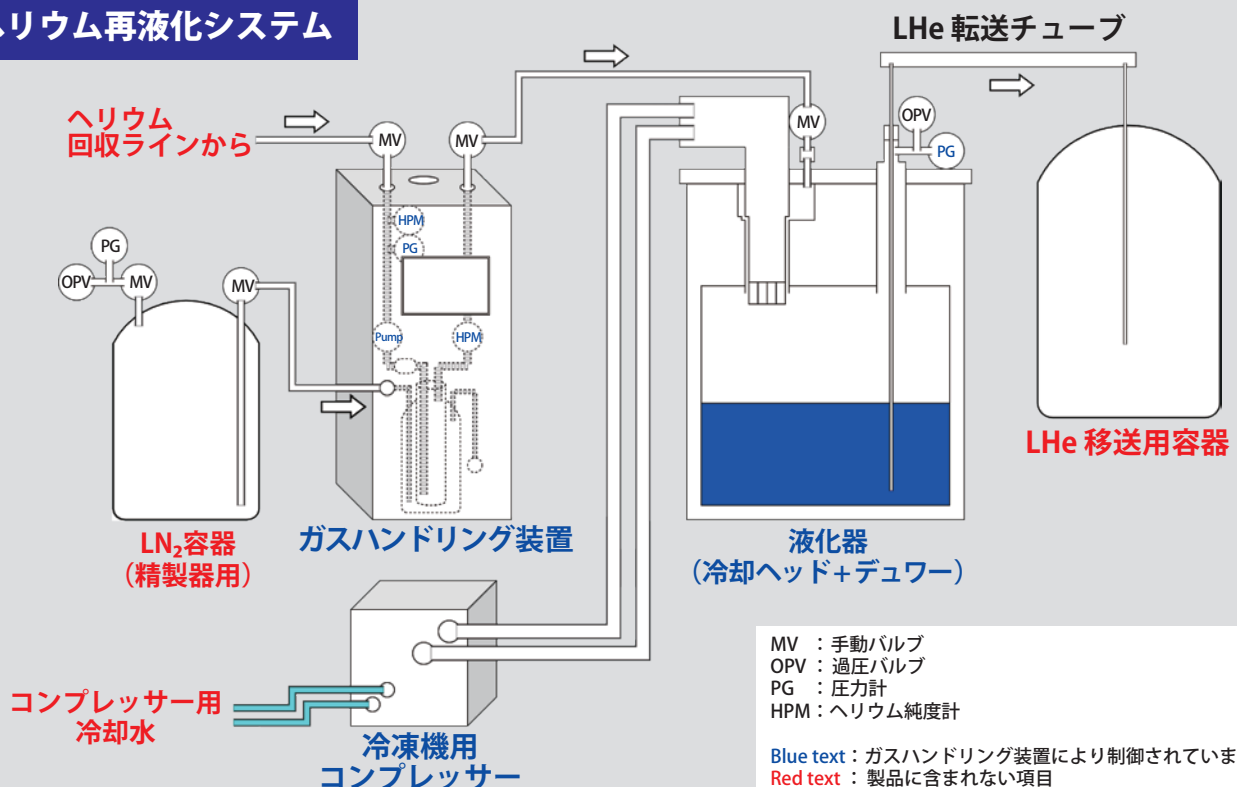 リウム再液化システム
LHe 転送チューブ
ヘリウム
回収ラインから
MV
MV
MV
OPV
PG
HPM
PG
PG
OPV
MV
MV
Pump
HPM
LHe 移送用容器
LN₂容器
（精製器用）
ガスハンドリング装置
液化器
（冷却ヘッド+デュワー）
コンプレッサー用
冷却水
冷凍機用
コンプレッサー
MV ：手動バルブ
OPV ：過圧バルブ
PG ：圧力計
HPM：ヘリウム純度計
Blue text：ガスハンドリング装置により制御されていま
Red text ： 製品に含まれない項目